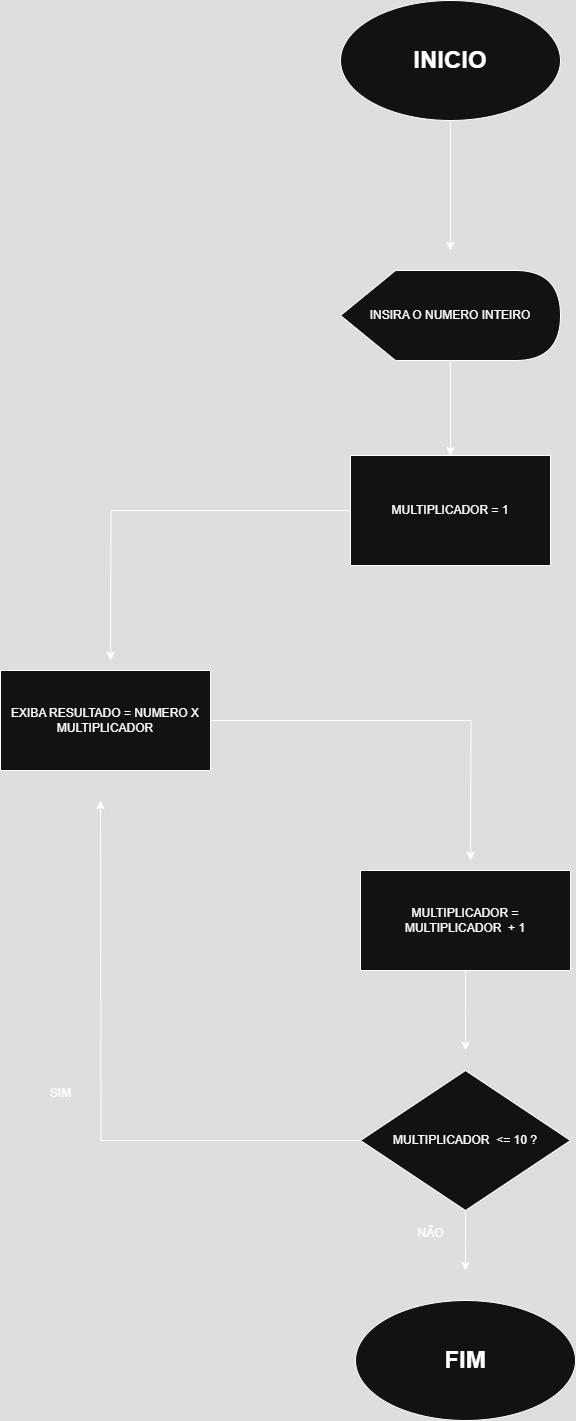 INICIO
INSIRA O NUMERO INTEIRO
MULTIPLICADOR = 1
EXIBA RESULTADO = NUMERO X
MULTIPLICADOR
MULTIPLICADOR =
MULTIPLICADOR  + 1
SIM
MULTIPLICADOR  <= 10 ?
NÃO
FIM